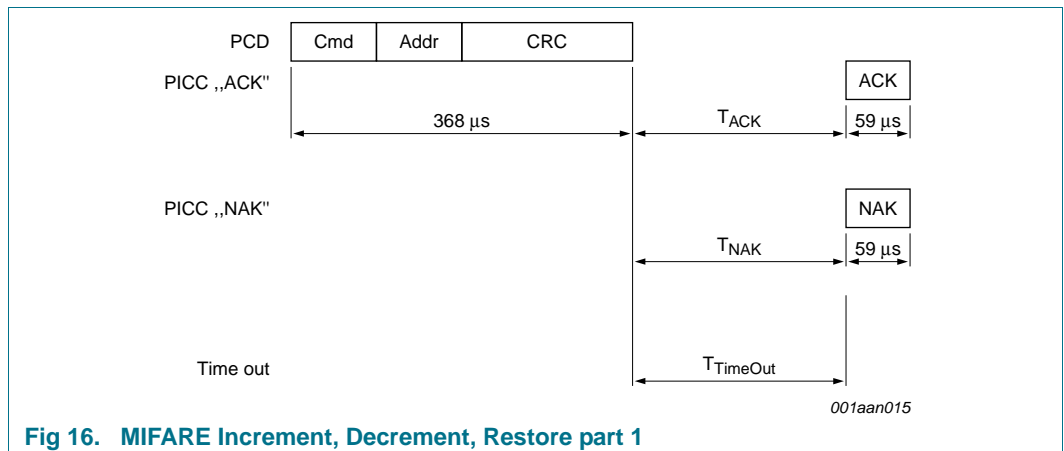 PCD Cmd Addr CRC
PICC ,,ACK" ACK
368 μs TACK 59 μs
PICC ,,NAK" NAK
TNAK 59 μs
Time out TTimeOut
001aan015
Fig 16. MIFARE Increment, Decrement, Restore part 1